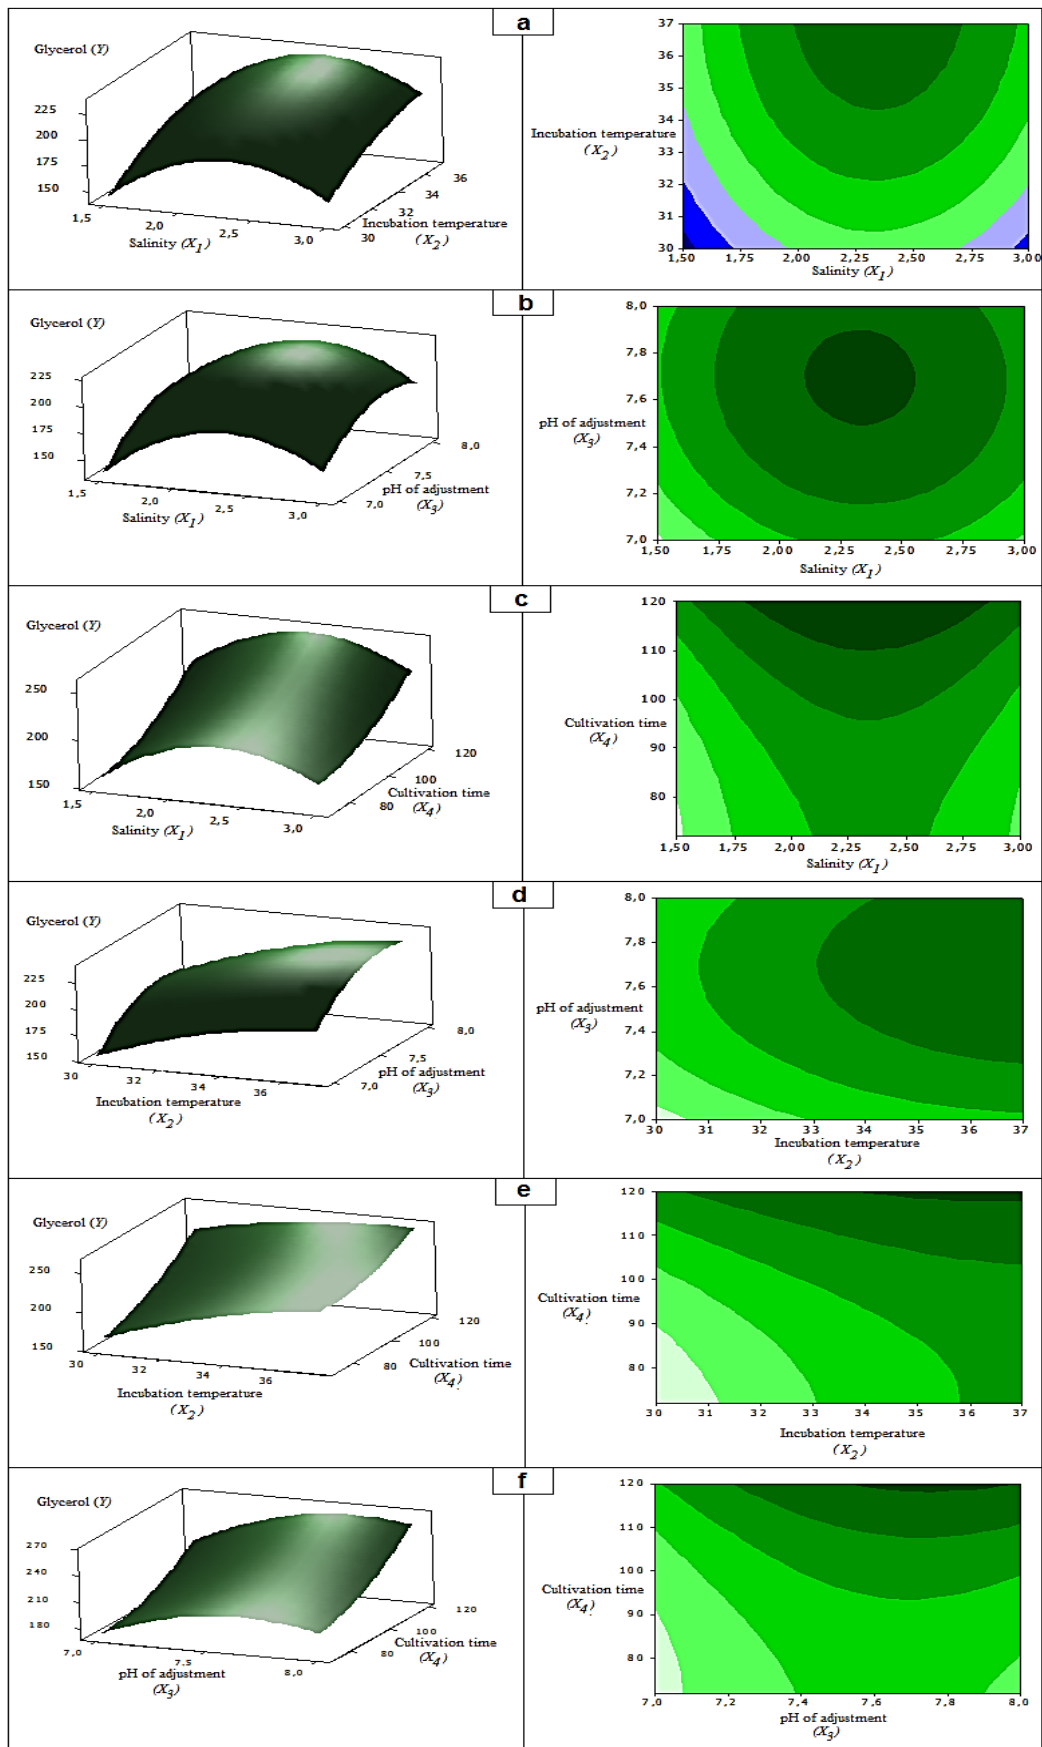 a
Glycerol (Y)
225
200
175
150
1,5
2,0
2,5
3,0
Salinity (X1)
30
32
34
36
Incubation temperature
(X2)
37
36
35
34
33
32
31
30
Incubation temperature
(X2)
1,50 1,75 2,00 2,25 2,50 2,75 3,00
Salinity (X1)
b
Glycerol (Y)
225
200
175
150
1,5
2,0
2,5
3,0
Salinity (X1)
7,0
7,5
8,0
pH of adjustment
(X3)
8,0
7,8
7,6
7,4
7,2
7,0
pH of adjustment
(X3)
1,50 1,75 2,00 2,25 2,50 2,75 3,00
Salinity (X1)
c
Glycerol (Y)
250
200
150
1,5
2,0
2,5
3,0
Salinity (X1)
80
100
120
Cultivation time
(X4)
120
110
100
90
80
Cultivation time
(X4)
1,50 1,75 2,00 2,25 2,50 2,75 3,00
Salinity (X1)
d
Glycerol (Y)
225
200
175
150
30
32
34
36
Incubation temperature
(X2)
7,0
7,5
8,0
pH of adjustment
(X3)
8,0
7,8
7,6
7,4
7,2
7,0
pH of adjustment
(X3)
30 31 32 33 34 35 36 37
Incubation temperature
(X2)
e
Glycerol (Y)
250
200
150
30
32
34
36
Incubation temperature
(X2)
80
100
120
Cultivation time
(X4)
120
110
100
90
80
Cultivation time
(X4)
30 31 32 33 34 35 36 37
Incubation temperature
(X2)
f
Glycerol (Y)
270
240
210
180
7,0
7,5
8,0
pH of adjustment
(X3)
80
100
120
Cultivation time
(X4)
120
110
100
90
80
Cultivation time
(X4)
7,0 7,2 7,4 7,6 7,8 8,0
pH of adjustment
(X3)